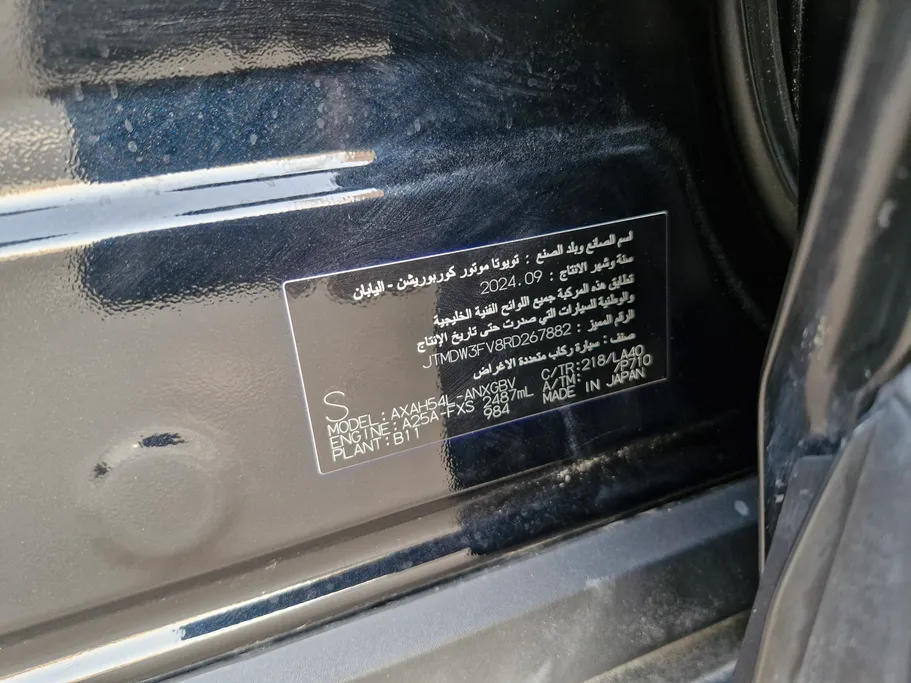 اسم الصانع وبلد الصنع : تويوتا موتور كوربوريشن - اليابان
سنة وشهر الانتاج : 2024.09
تطابق هذه المركبة جميع اللوائح الفنية الخليجية
والوطنية للسيارات التي صدرت حتى تاريخ الإنتاج
الرقم المميز : JTMDW3FV8RD267882
صنف : سيارة ركاب متعددة الاغراض
S
MODEL:AXAH54L-ANXGBV C/TR:218/LA40
ENGINE:A25A-FXS 2487mL A/TM: /P710
PLANT:B11 984 MADE IN JAPAN